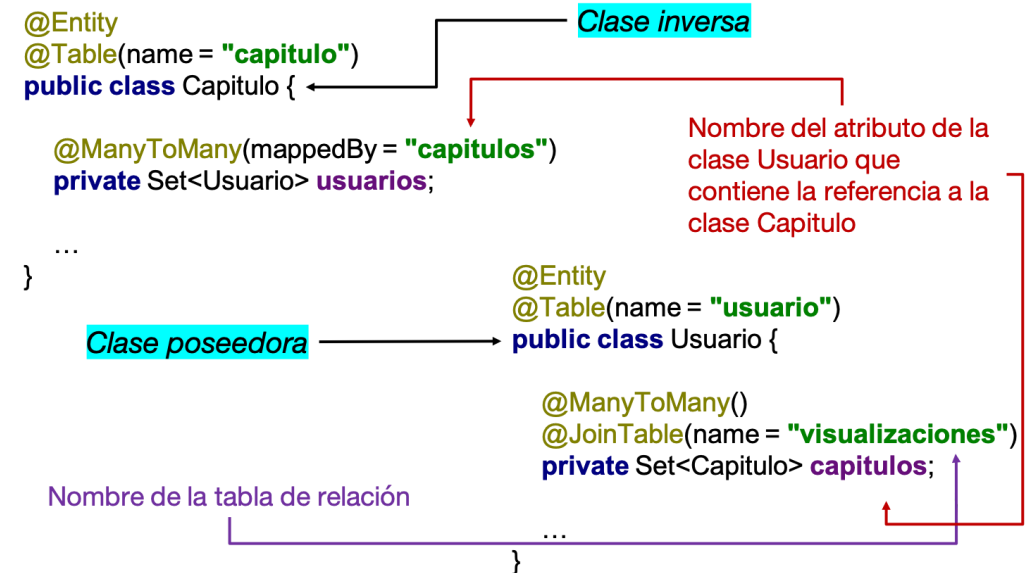 @Entity
Clase inversa
@Table(name = "capitulo")
public class Capitulo {
Nombre del atributo de la
clase Usuario que
contiene la referencia a la
clase Capitulo
@ManyToMany(mappedBy = "capitulos")
private Set<Usuario> usuarios;
...
}
@Entity
@Table(name = "usuario")
Clase poseedora
public class Usuario {
@ManyToMany()
@JoinTable(name = "visualizaciones")
private Set<Capitulo> capitulos;
Nombre de la tabla de relación
...
}